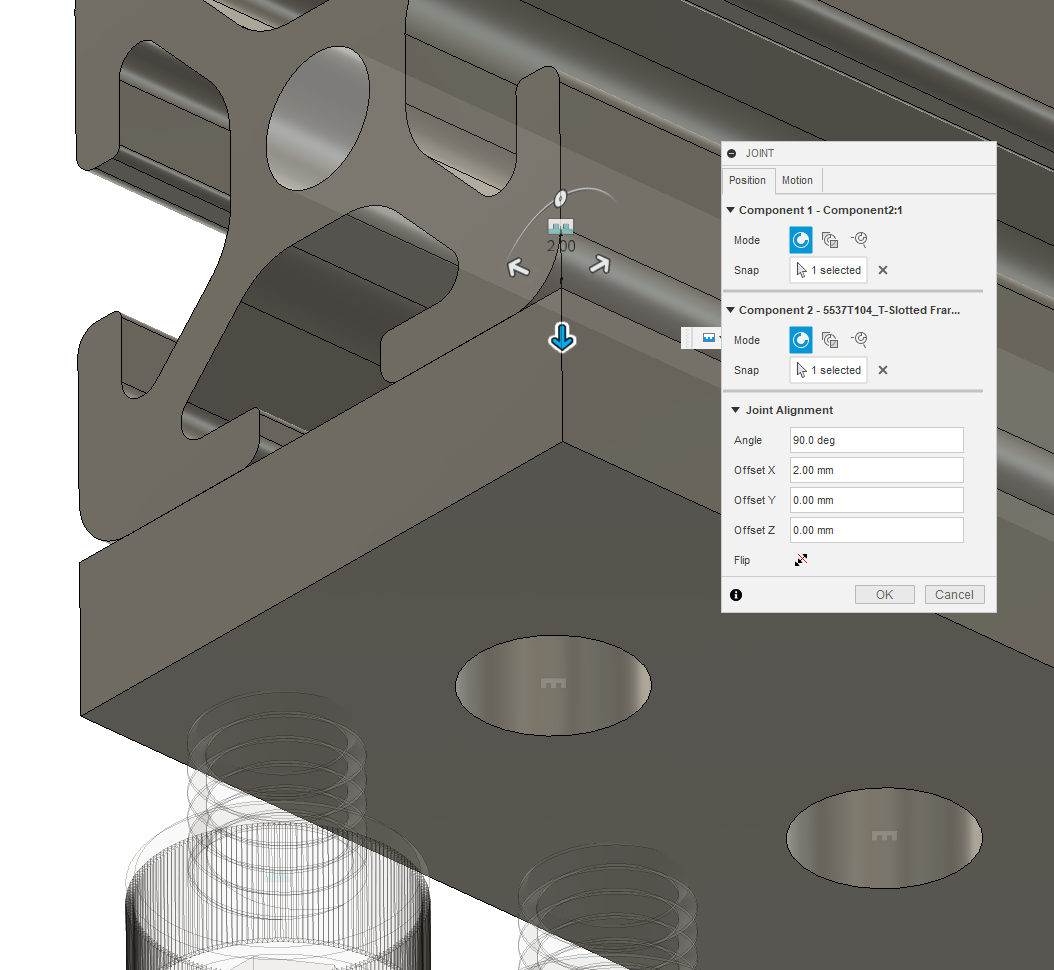 JOINT
Position Motion
Component 1 - Component2:1
Mode
Snap 1 selected
Component 2 - 5537T104_T-Slotted Frar...
Mode
Snap 1 selected
Joint Alignment
Angle 90.0 deg
Offset X 2.00 mm
Offset Y 0.00 mm
Offset Z 0.00 mm
Flip
OK Cancel
2.00